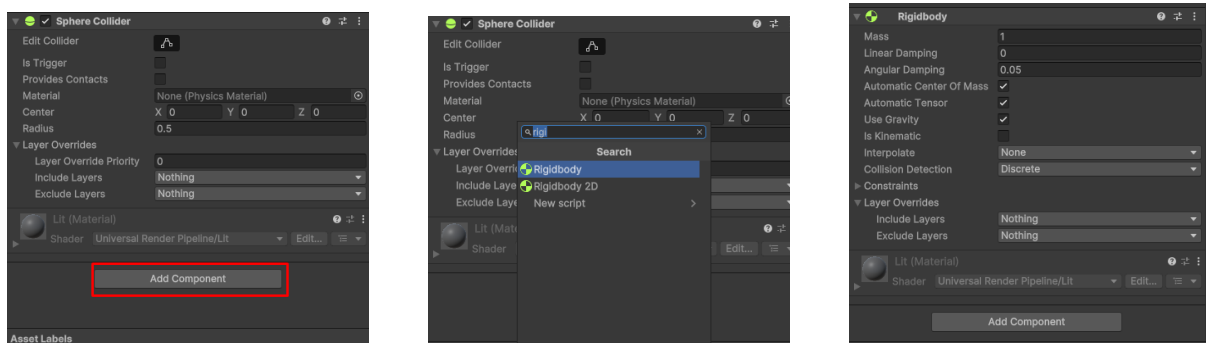 Sphere Collider
Edit Collider
Is Trigger
Provides Contacts
Material None (Physics Material)
Center X 0 Y 0 Z 0
Radius 0.5
Layer Overrides
Layer Override Priority 0
Include Layers Nothing
Exclude Layers Nothing
Lit (Material)
Shader Universal Render Pipeline/Lit Edit...
Add Component
Asset Labels
Sphere Collider
Edit Collider
Is Trigger
Provides Contacts
Material None (Physics Material)
Center X 0 Y 0 Z 0
Radius
rigi
Search
Layer Overrides
Layer Overri
Rigidbody
Include Laye
Rigidbody 2D
Exclude Laye
New script
Lit (Mate
Shader Edit...
Rigidbody
Mass 1
Linear Damping 0
Angular Damping 0.05
Automatic Center Of Mass
Automatic Tensor
Use Gravity
Is Kinematic
Interpolate None
Collision Detection Discrete
Constraints
Layer Overrides
Include Layers Nothing
Exclude Layers Nothing
Lit (Material)
Shader Universal Render Pipeline/Lit Edit...
Add Component